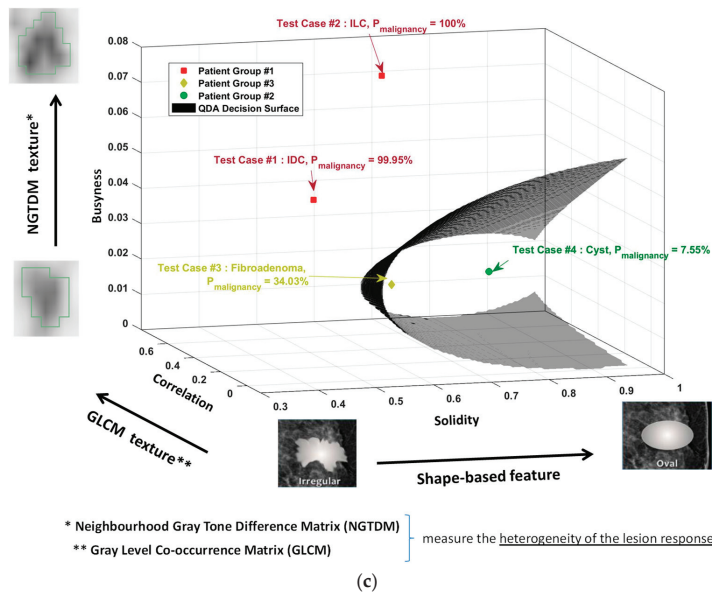 Test Case #2 : ILC, Pmalignancy = 100%
0.08
0.07
0.06
0.05
0.04
0.03
0.02
0.01
0
Busyness
NGTDM texture*
Patient Group #1
Patient Group #3
Patient Group #2
QDA Decision Surface
Test Case #1 : IDC, Pmalignancy = 99.95%
Test Case #4 : Cyst, Pmalignancy = 7.55%
Test Case #3 : Fibroadenoma,
Pmalignancy = 34.03%
0.6
0.4
0.2
0
Correlation
GLCM texture**
0.3
0.4
0.5
0.6
0.7
0.8
0.9
1
Solidity
Irregular
Shape-based feature
Oval
* Neighbourhood Gray Tone Difference Matrix (NGTDM)
** Gray Level Co-occurrence Matrix (GLCM)
measure the heterogeneity of the lesion response
(c)